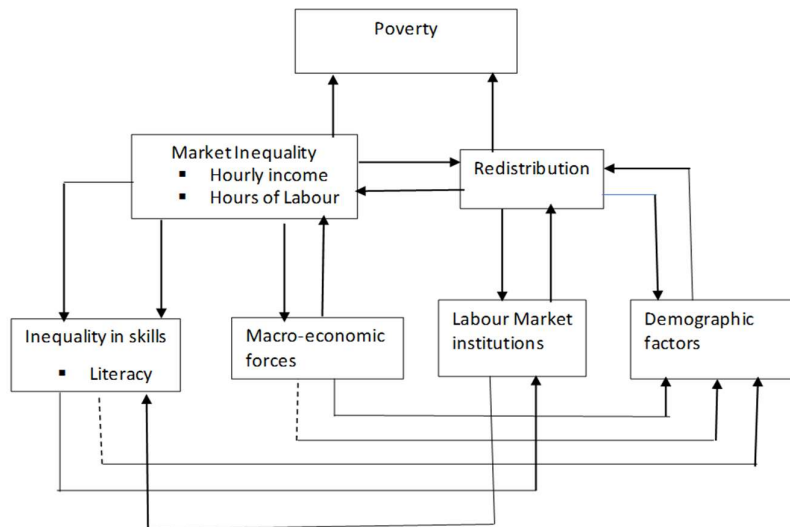 Poverty
Market Inequality
▪ Hourly income
▪ Hours of Labour
Redistribution
Inequality in skills
▪ Literacy
Macro-economic
forces
Labour Market
institutions
Demographic
factors